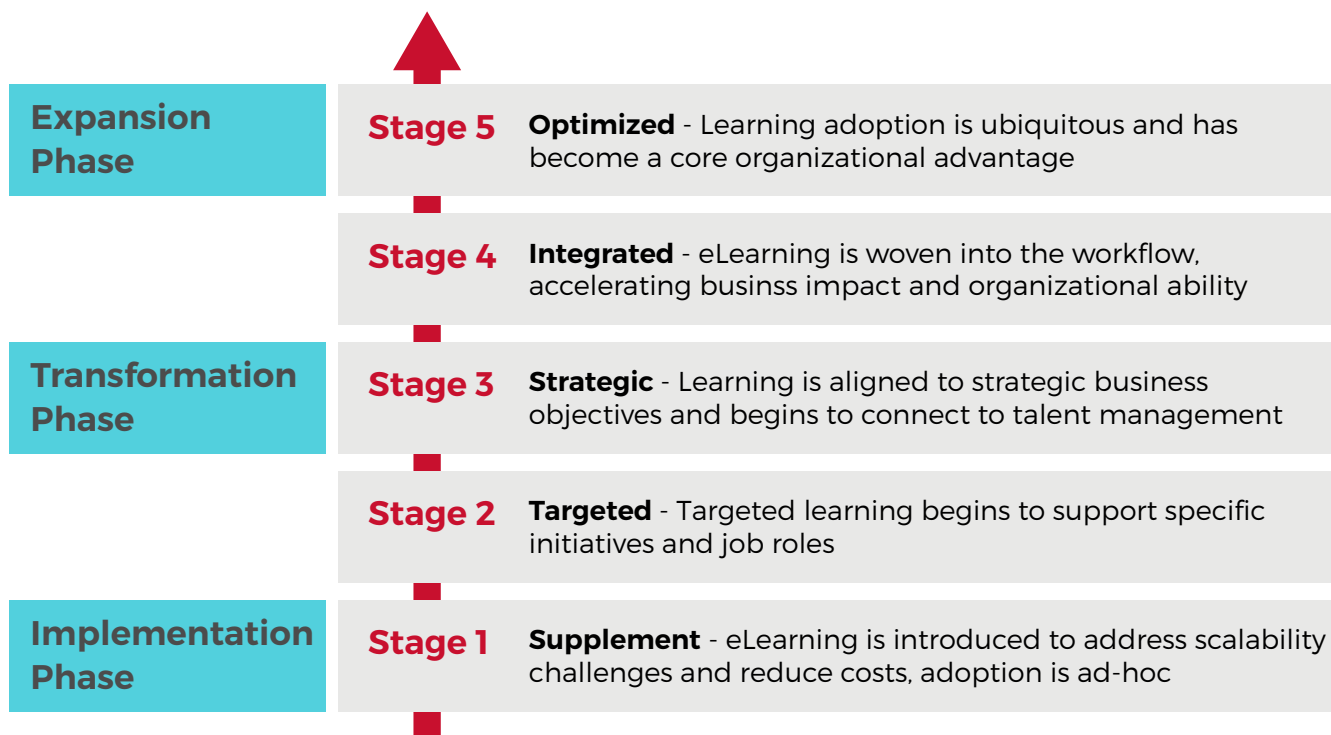 Expansion
Phase
Stage 5
Optimized - Learning adoption is ubiquitous and has
become a core organizational advantage
Stage 4
Integrated - eLearning is woven into the workflow,
accelerating businss impact and organizational ability
Transformation
Phase
Stage 3
Strategic - Learning is aligned to strategic business
objectives and begins to connect to talent management
Stage 2
Targeted - Targeted learning begins to support specific
initiatives and job roles
Implementation
Phase
Stage 1
Supplement - eLearning is introduced to address scalability
challenges and reduce costs, adoption is ad-hoc